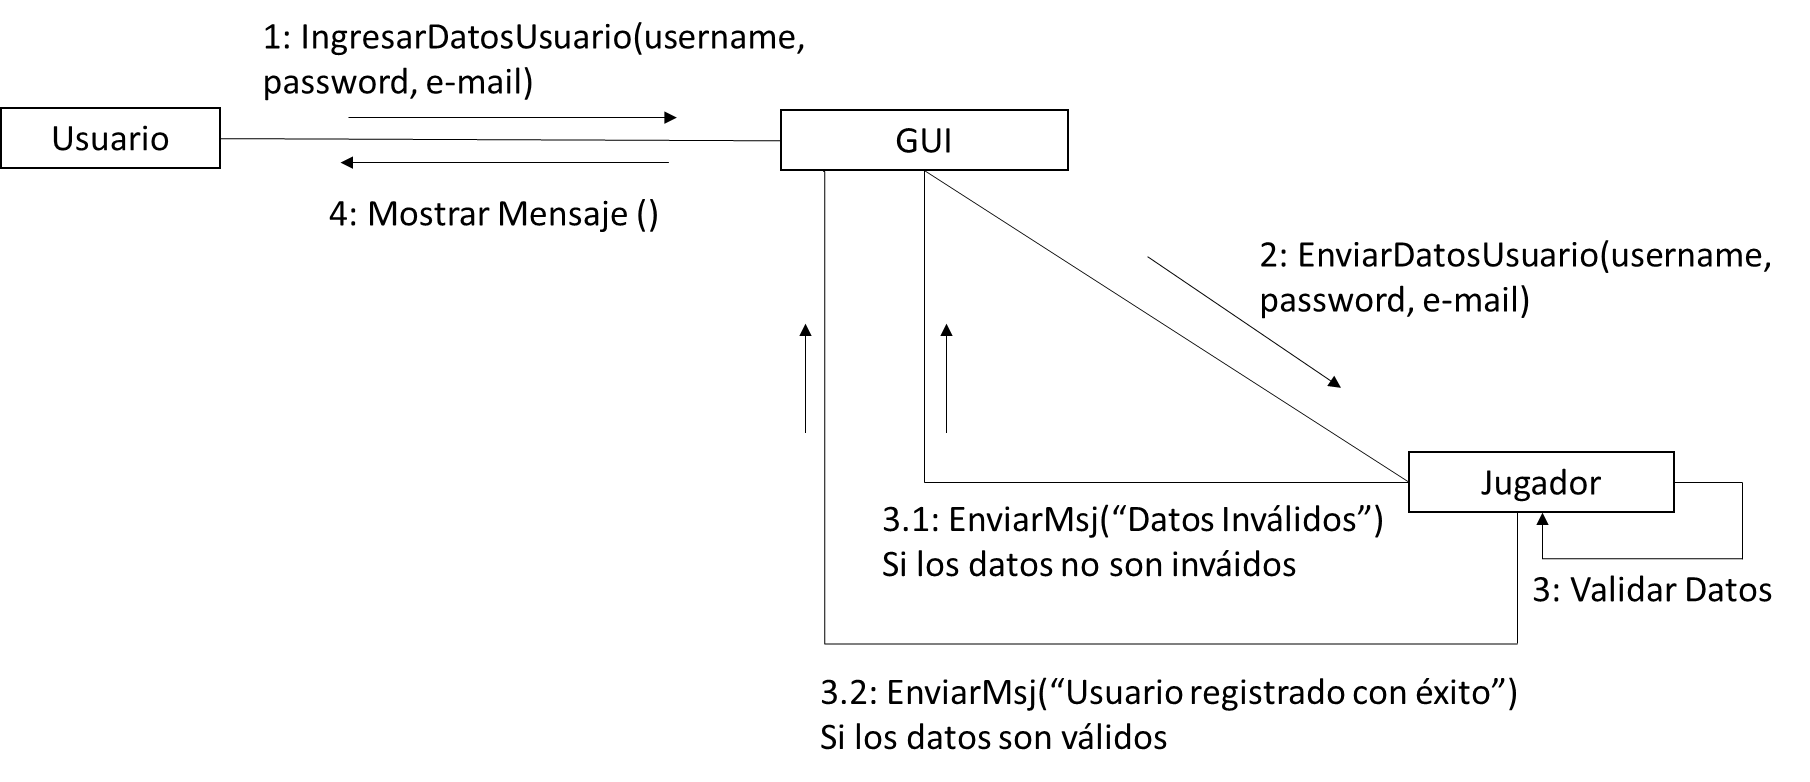 1: IngresarDatosUsuario(username,
password, e-mail)
Usuario
GUI
4: Mostrar Mensaje ()
2: EnviarDatosUsuario(username,
password, e-mail)
Jugador
3.1: EnviarMsj(“Datos Inválidos”)
Si los datos no son inváidos
3: Validar Datos
3.2: EnviarMsj(“Usuario registrado con éxito”)
Si los datos son válidos